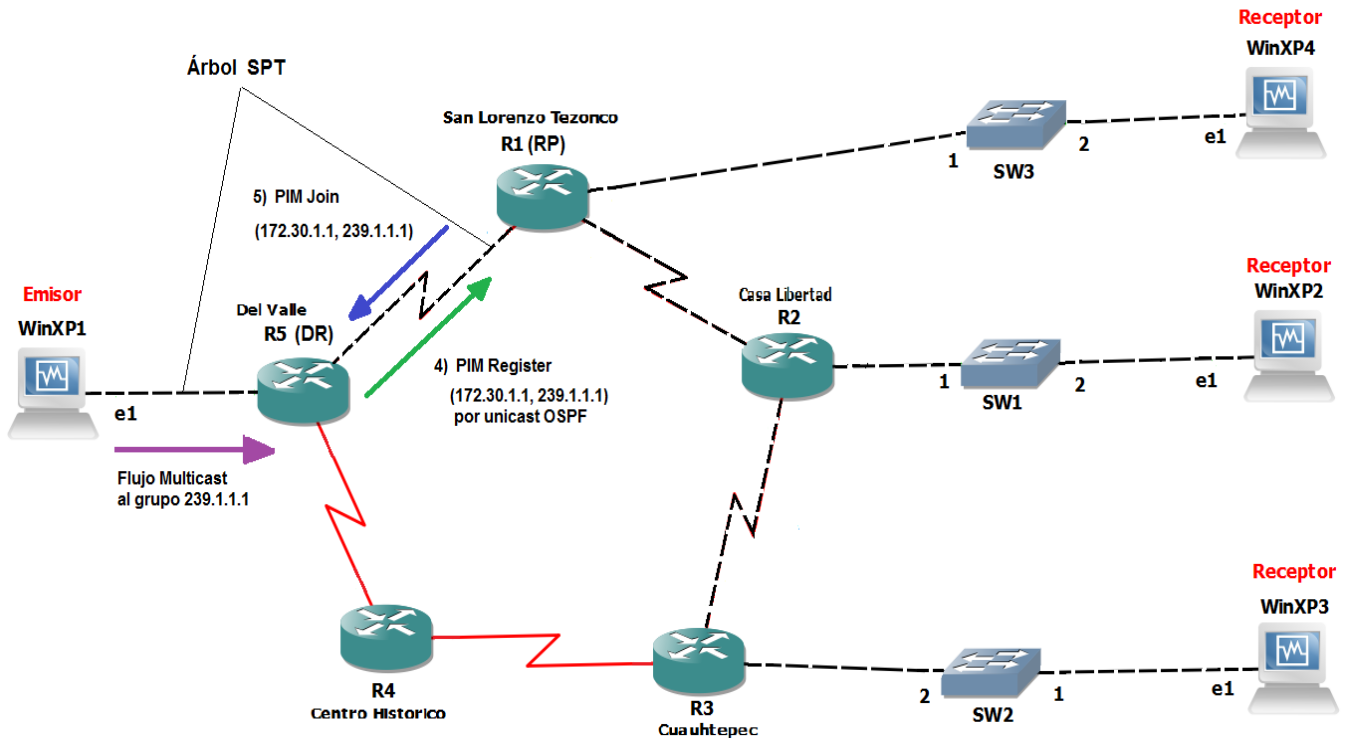 Receptor
WinXP4
e1
2
SW3
1
Árbol SPT
San Lorenzo Tezonco
R1 (RP)
5) PIM Join
(172.30.1.1, 239.1.1.1)
Emisor
WinXP1
e1
Flujo Multicast
al grupo 239.1.1.1
Del Valle
R5 (DR)
4) PIM Register
(172.30.1.1, 239.1.1.1)
por unicast OSPF
Casa Libertad
R2
1
SW1
2
Receptor
WinXP2
e1
R4
Centro Historico
R3
Cuauhtepec
2
SW2
1
Receptor
WinXP3
e1